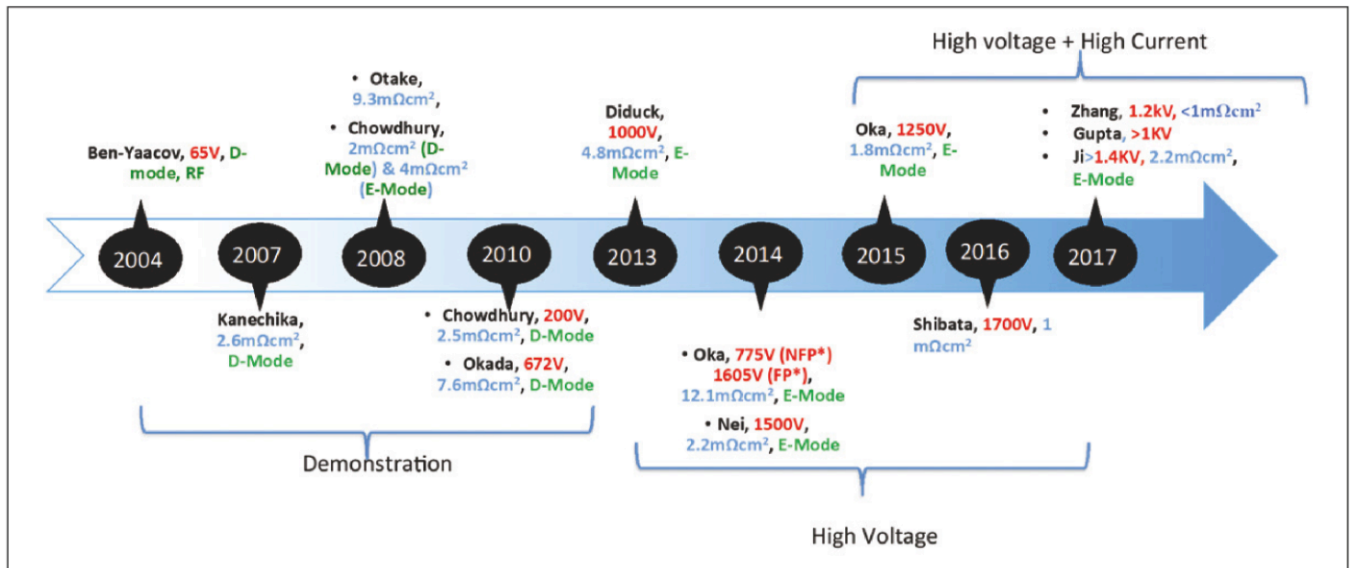 High voltage + High Current
• Otake,
9.3mΩcm²,
• Chowdhury,
2mΩcm² (D-
Mode) & 4mΩcm²
(E-Mode)
Ben-Yaacov, 65V, D-
mode, RF
Diduck,
1000V,
4.8mΩcm², E-
Mode
Oka, 1250V,
1.8mΩcm², E-
Mode
• Zhang, 1.2kV, <1mΩcm²
• Gupta, >1KV
• Ji>1.4KV, 2.2mΩcm²,
E-Mode
2004
2007
2008
2010
2013
2014
2015
2016
2017
Kanechika,
2.6mΩcm²,
D-Mode
• Chowdhury, 200V,
2.5mΩcm², D-Mode
• Okada, 672V,
7.6mΩcm², D-Mode
• Oka, 775V (NFP*)
1605V (FP*),
12.1mΩcm², E-Mode
• Nei, 1500V,
2.2mΩcm², E-Mode
Shibata, 1700V, 1
mΩcm²
Demonstration
High Voltage